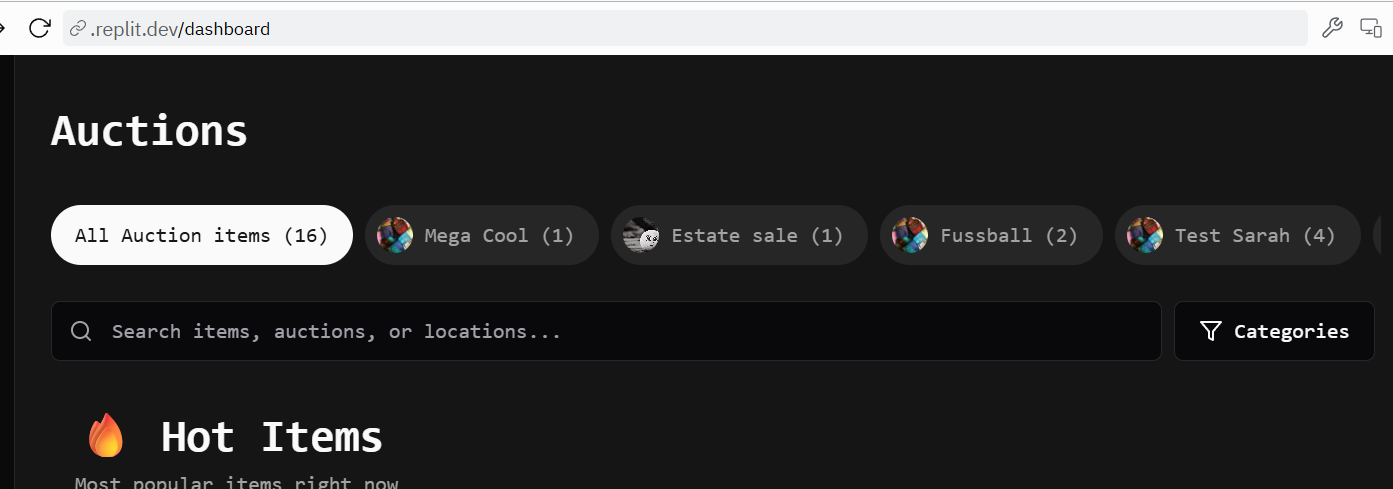 .replit.dev/dashboard
Auctions
All Auction items (16) Mega Cool (1) Estate sale (1) Fussball (2) Test Sarah (4)
Search items, auctions, or locations... Categories
🔥 Hot Items
Most popular items right now